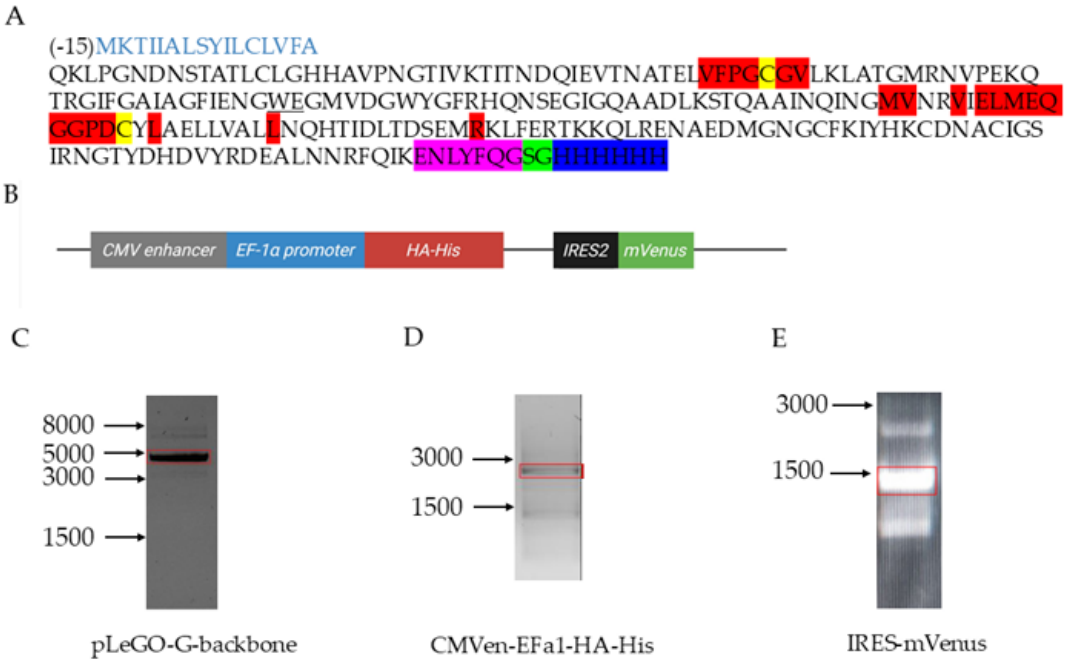 A
(-15)MKTIIALSYILCLVFA
QKLPGNDNSTATLCLGHHAVPNGTIVKTITNDQIEVTNATELVFPGCGVLKLATGMRNVPEKQ
TRGIFGAIAGFIENGWEGMVDGWYGFRHQNSEGIGQAADLKSTQAAINQINGMVNRVIELMEQ
GGPDCYLAELLVALLNQHTIDLTDSEMRKLFERTKKQLRENAEDMGNGCFKIYHKCDNACIGS
IRNGTYDHDVYRDEALNNRFQIKENLYFQGSGHHHHHH
B
CMV enhancer EF-1α promoter HA-His IRES2 mVenus
C D E
8000
5000
3000
1500
pLeGO-G-backbone
3000
1500
CMVen-EFa1-HA-His
3000
1500
IRES-mVenus